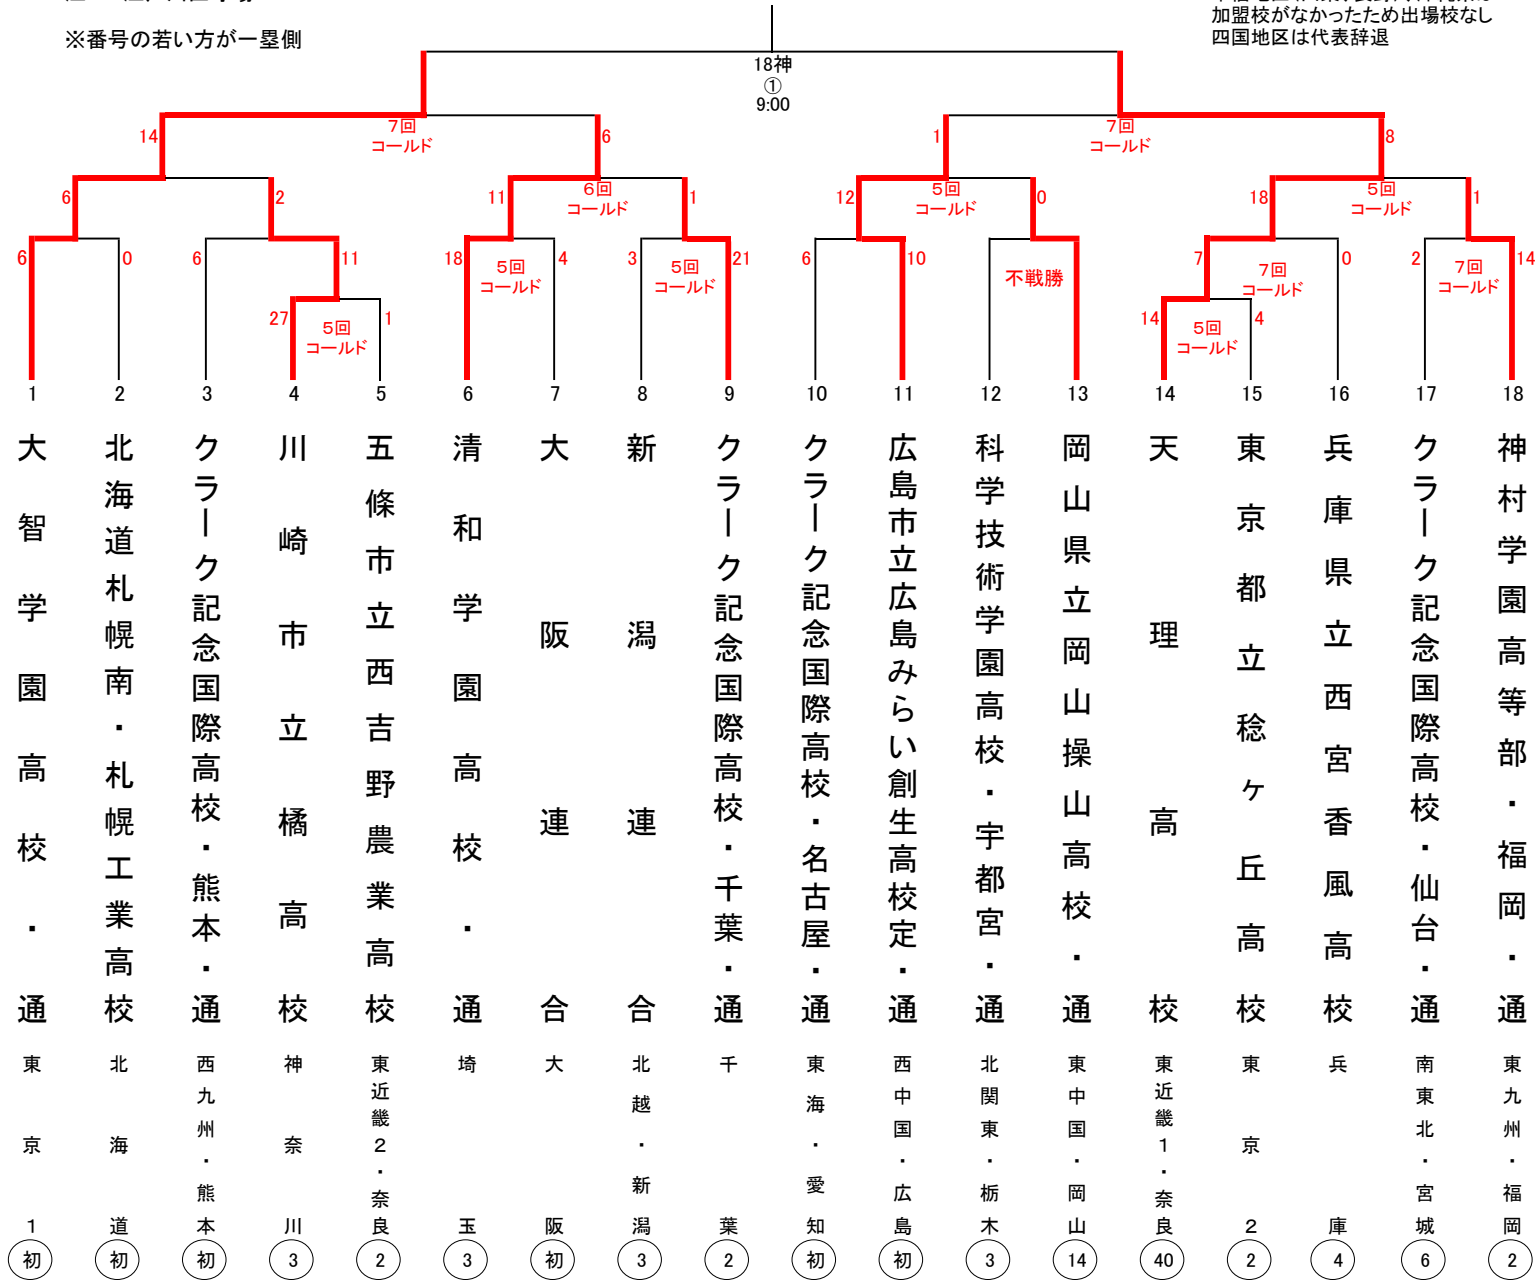 ※番号の若い方が一塁側
加盟校がなかったため出場校なし
四国地区は代表辞退
18神
①
9:00
14
7回
コールド
6
1
7回
コールド
8
6
2
11
6回
コールド
1
12
5回
コールド
0
18
5回
コールド
1
6
0
6
11
18
5回
コールド
4
3
5回
コールド
21
6
10
不戦勝
7
7回
コールド
0
2
7回
コールド
14
27
5回
コールド
1
14
5回
コールド
4
1
2
3
4
5
6
7
8
9
10
11
12
13
14
15
16
17
18
大智学園高校・通
北海道札幌南・札幌工業高校
クラーク記念国際高校・熊本・通
川崎市立橘高校
五條市立西吉野農業高校
清和学園高校・通
大阪連合
新潟連合
クラーク記念国際高校・千葉・通
クラーク記念国際高校・名古屋・通
広島市立広島みらい創生高校定・通
科学技術学園高校・宇都宮・通
岡山県立岡山操山高校・通
天理高校
東京都立稔ヶ丘高校
兵庫県立西宮香風高校
クラーク記念国際高校・仙台・通
神村学園高等部・福岡・通
東京1
北海道
西九州・熊本
神奈川
東近畿2・奈良
埼玉
大阪
北越・新潟
千葉
東海・愛知
西中国・広島
北関東・栃木
東中国・岡山
東近畿1・奈良
東京2
兵庫
南東北・宮城
東九州・福岡
初
初
初
3
2
3
初
3
2
初
初
3
14
40
2
4
6
2